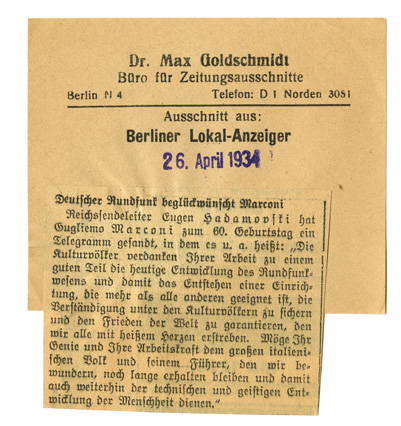 Dr. Max Goldschmidt
Büro für Zeitungsausschnitte
Berlin N 4 Telefon: D 1 Norden 3051
Ausschnitt aus:
Berliner Lokal-Anzeiger
26. April 1934
Deutscher Rundfunk beglückwünscht Marconi
Reichssendeleiter Eugen Hadamovski hat
Gugliemo Marconi zum 60. Geburtstag ein
Telegramm gesandt, in dem es u. a. heißt: „Die
Kulturvölker verdanken Ihrer Arbeit zu einem
guten Teil die heutige Entwicklung des Rundfunk-
wesens und damit das Entstehen einer Einrich-
tung, die mehr als alle anderen geeignet ist, die
Verständigung unter den Kulturvölkern zu sichern
und den Frieden der Welt zu garantieren, den
wir alle mit heißem Herzen erstreben. Möge Ihr
Genie und Ihre Arbeitskraft dem großen italieni-
schen Volk und seinem Führer, den wir be-
wundern, noch lange erhalten bleiben und damit
auch weiterhin der technischen und geistigen Ent-
wicklung der Menschheit dienen.“